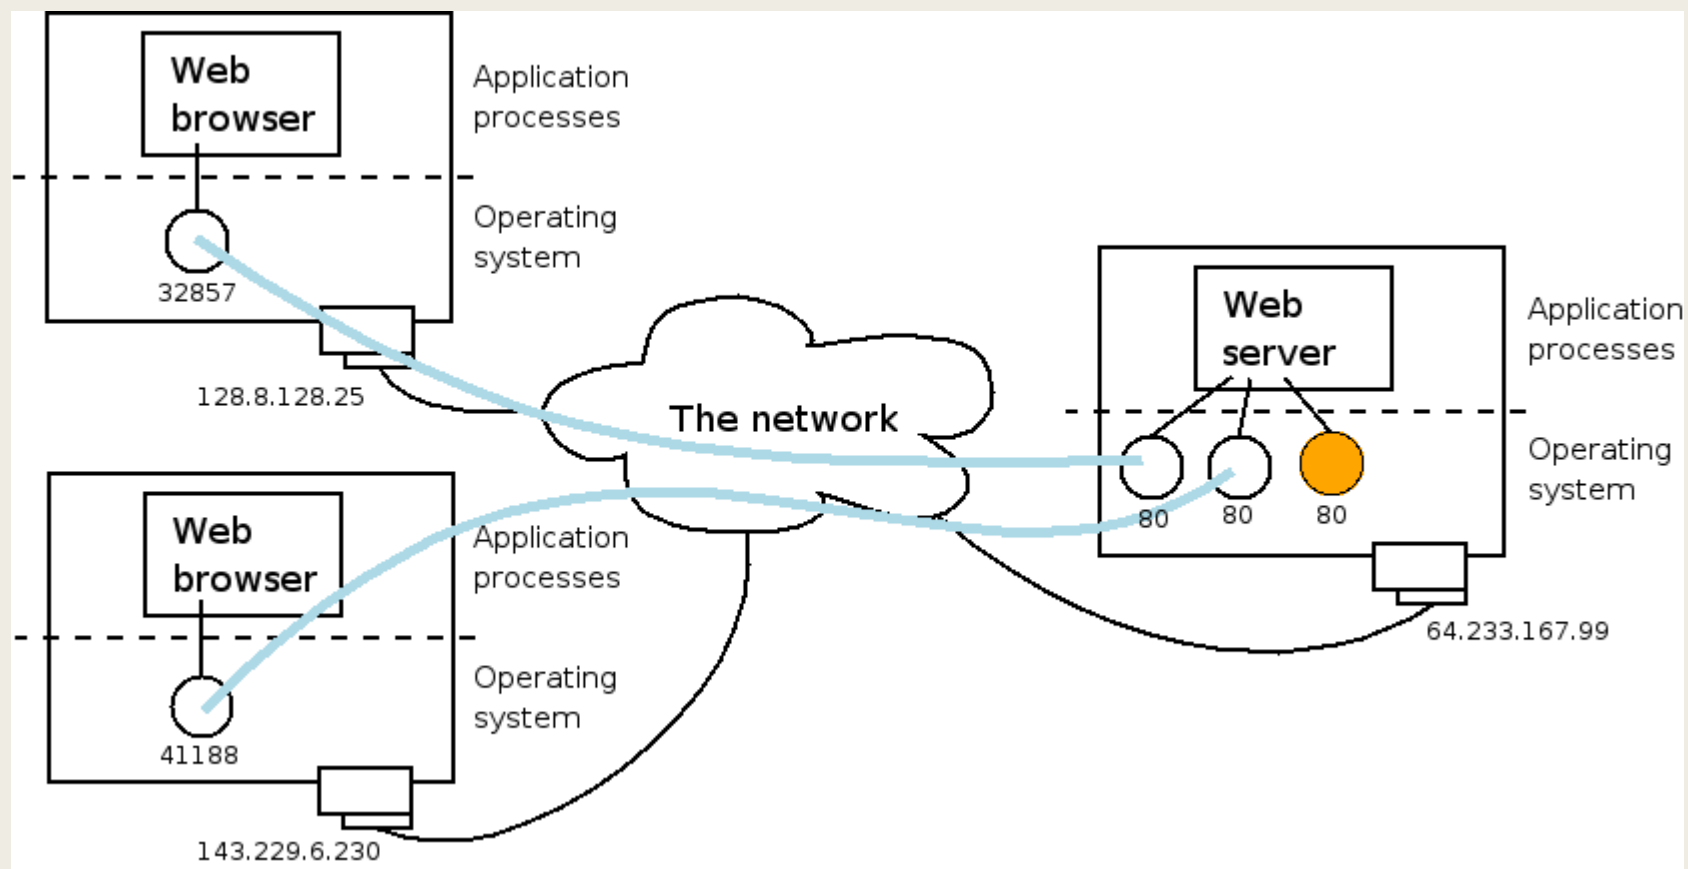 Web
browser
Application
processes
Operating
system
32857
128.8.128.25
The network
Web
server
Application
processes
Operating
system
80 80 80
64.233.167.99
Web
browser
Application
processes
Operating
system
41188
143.229.6.230